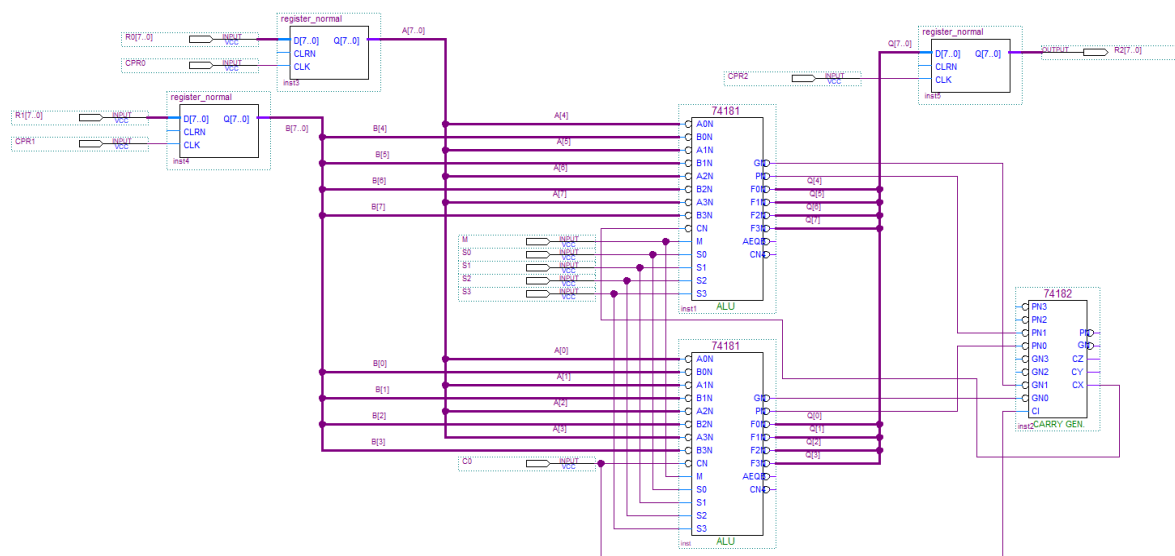 register_normal
R0[7..0] INPUT VCC D[7..0] Q[7..0] A[7..0]
CLRN
CPR0 INPUT VCC CLK
inst3
register_normal
R1[7..0] INPUT VCC D[7..0] Q[7..0] B[7..0]
CLRN
CPR1 INPUT VCC CLK
inst4
register_normal
Q[7..0] D[7..0] Q[7..0] OUTPUT R2[7..0]
CLRN
CPR2 INPUT VCC CLK
inst5
74181
A[4] A0N
B[4] B0N
A[5] A1N
B[5] B1N GN
A[6] A2N PN
B[6] B2N F0N Q[4]
A[7] A3N F1N Q[5]
B[7] B3N F2N Q[6]
CN F3N Q[7]
M INPUT VCC M AEQB
S0 INPUT VCC S0 CN4
S1 INPUT VCC S1
S2 INPUT VCC S2
S3 INPUT VCC S3
inst1 ALU
74182
PN3
PN2
PN1 PN
PN0 GN
GN3 CZ
GN2 CY
GN1 CX
GN0
CI
inst2 CARRY GEN.
74181
A[0] A0N
B[0] B0N
A[1] A1N
B[1] B1N GN
A[2] A2N PN
B[2] B2N F0N Q[0]
A[3] A3N F1N Q[1]
B[3] B3N F2N Q[2]
C0 INPUT VCC CN F3N Q[3]
M AEQB
S0 CN4
S1
S2
S3
inst ALU